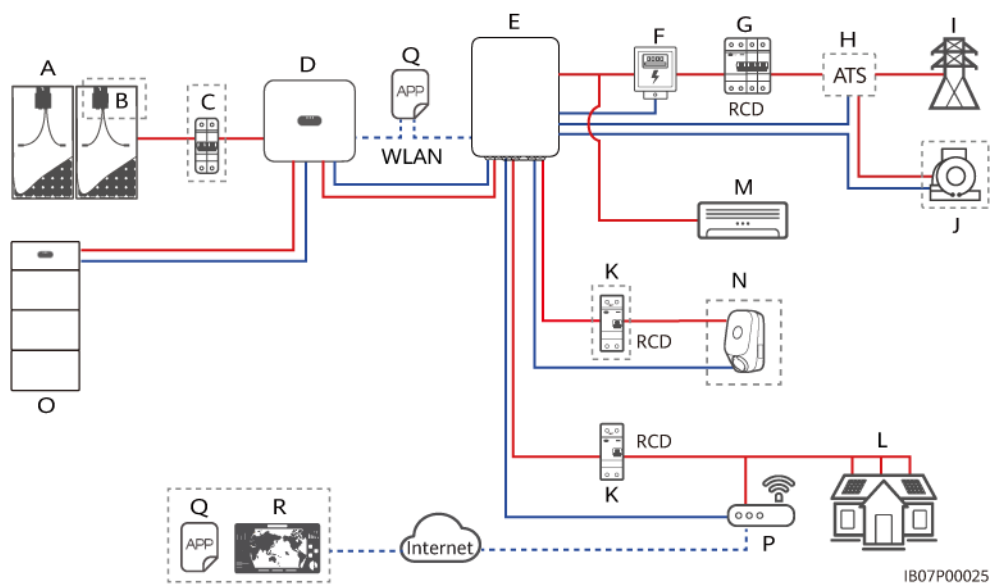 E
I
F
G
H
D
Q
A
B
C
APP
ATS
RCD
WLAN
M
J
K
N
RCD
O
RCD
L
K
Q
R
P
APP
Internet
IB07P00025